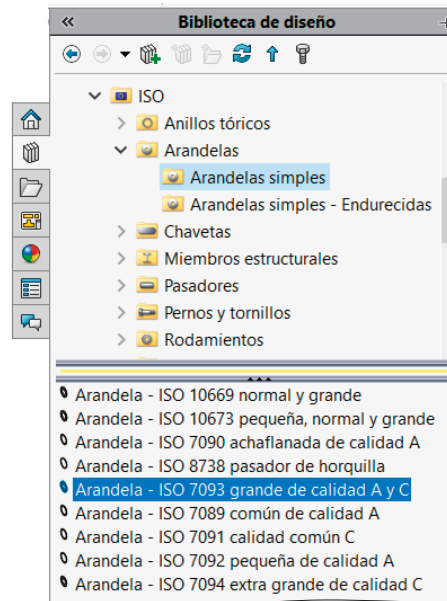 Biblioteca de diseño
ISO
Anillos tóricos
Arandelas
Arandelas simples
Arandelas simples - Endurecidas
Chavetas
Miembros estructurales
Pasadores
Pernos y tornillos
Rodamientos
Arandela - ISO 10669 normal y grande
Arandela - ISO 10673 pequeña, normal y grande
Arandela - ISO 7090 achaflanada de calidad A
Arandela - ISO 8738 pasador de horquilla
Arandela - ISO 7093 grande de calidad A y C
Arandela - ISO 7089 común de calidad A
Arandela - ISO 7091 calidad común C
Arandela - ISO 7092 pequeña de calidad A
Arandela - ISO 7094 extra grande de calidad C